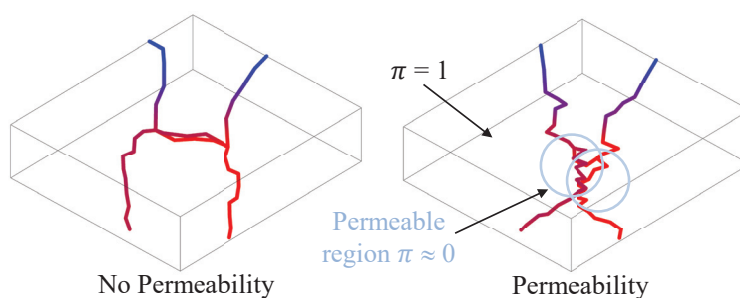 π = 1
Permeable
region π ≈ 0
No Permeability
Permeability